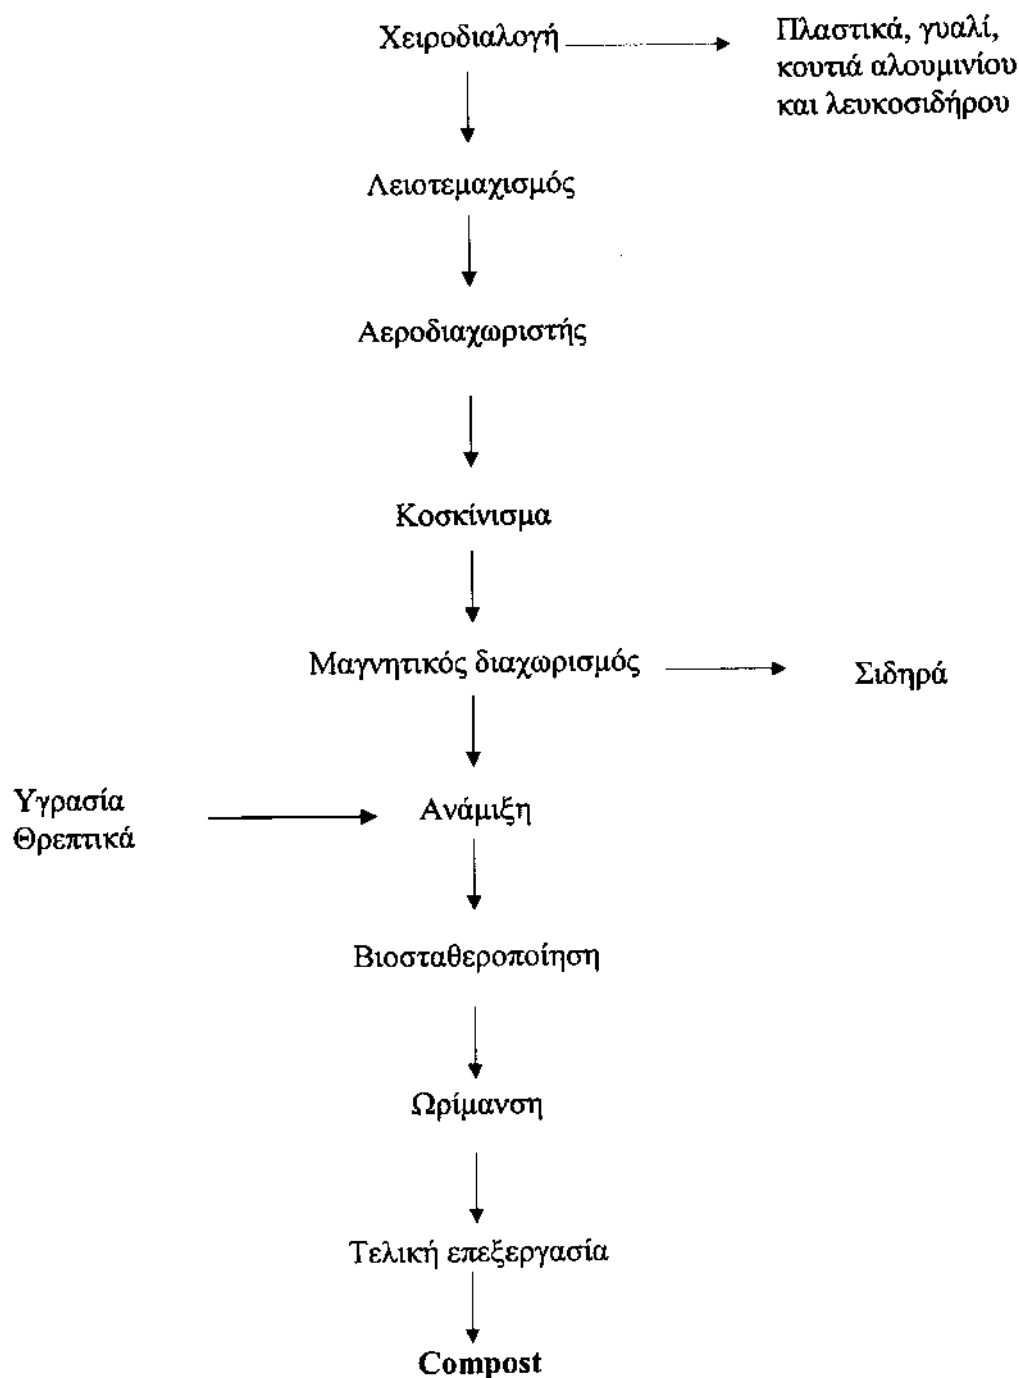 Χειροδιαλογή
Πλαστικά, γυαλί,
κουτιά αλουμινίου
και λευκοσιδήρου
Λειοτεμαχισμός
Αεροδιαχωριστής
Κοσκίνισμα
Μαγνητικός διαχωρισμός
Σιδηρά
Υγρασία
Θρεπτικά
Ανάμιξη
Βιοσταθεροποίηση
Ωρίμανση
Τελική επεξεργασία
Compost